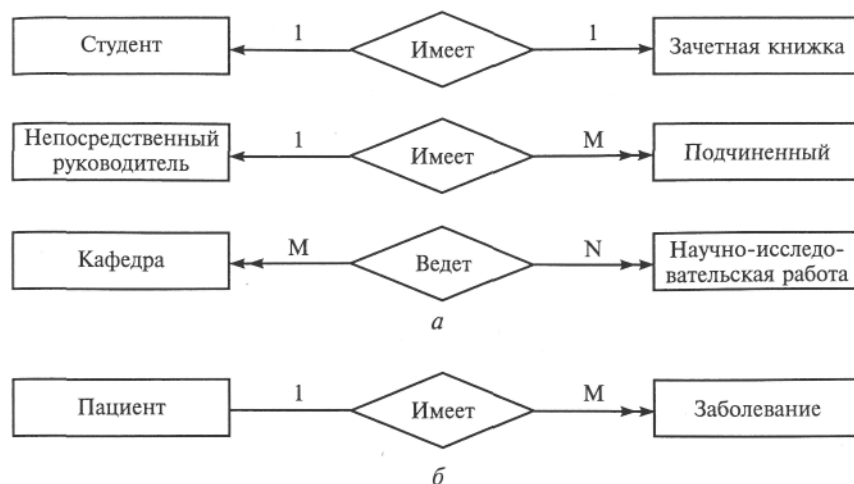 Студент
1
Имеет
1
Зачетная книжка
Непосредственный
руководитель
1
Имеет
M
Подчиненный
Кафедра
M
Ведет
N
Научно-исследо-
вательская работа
а
Пациент
1
Имеет
M
Заболевание
б